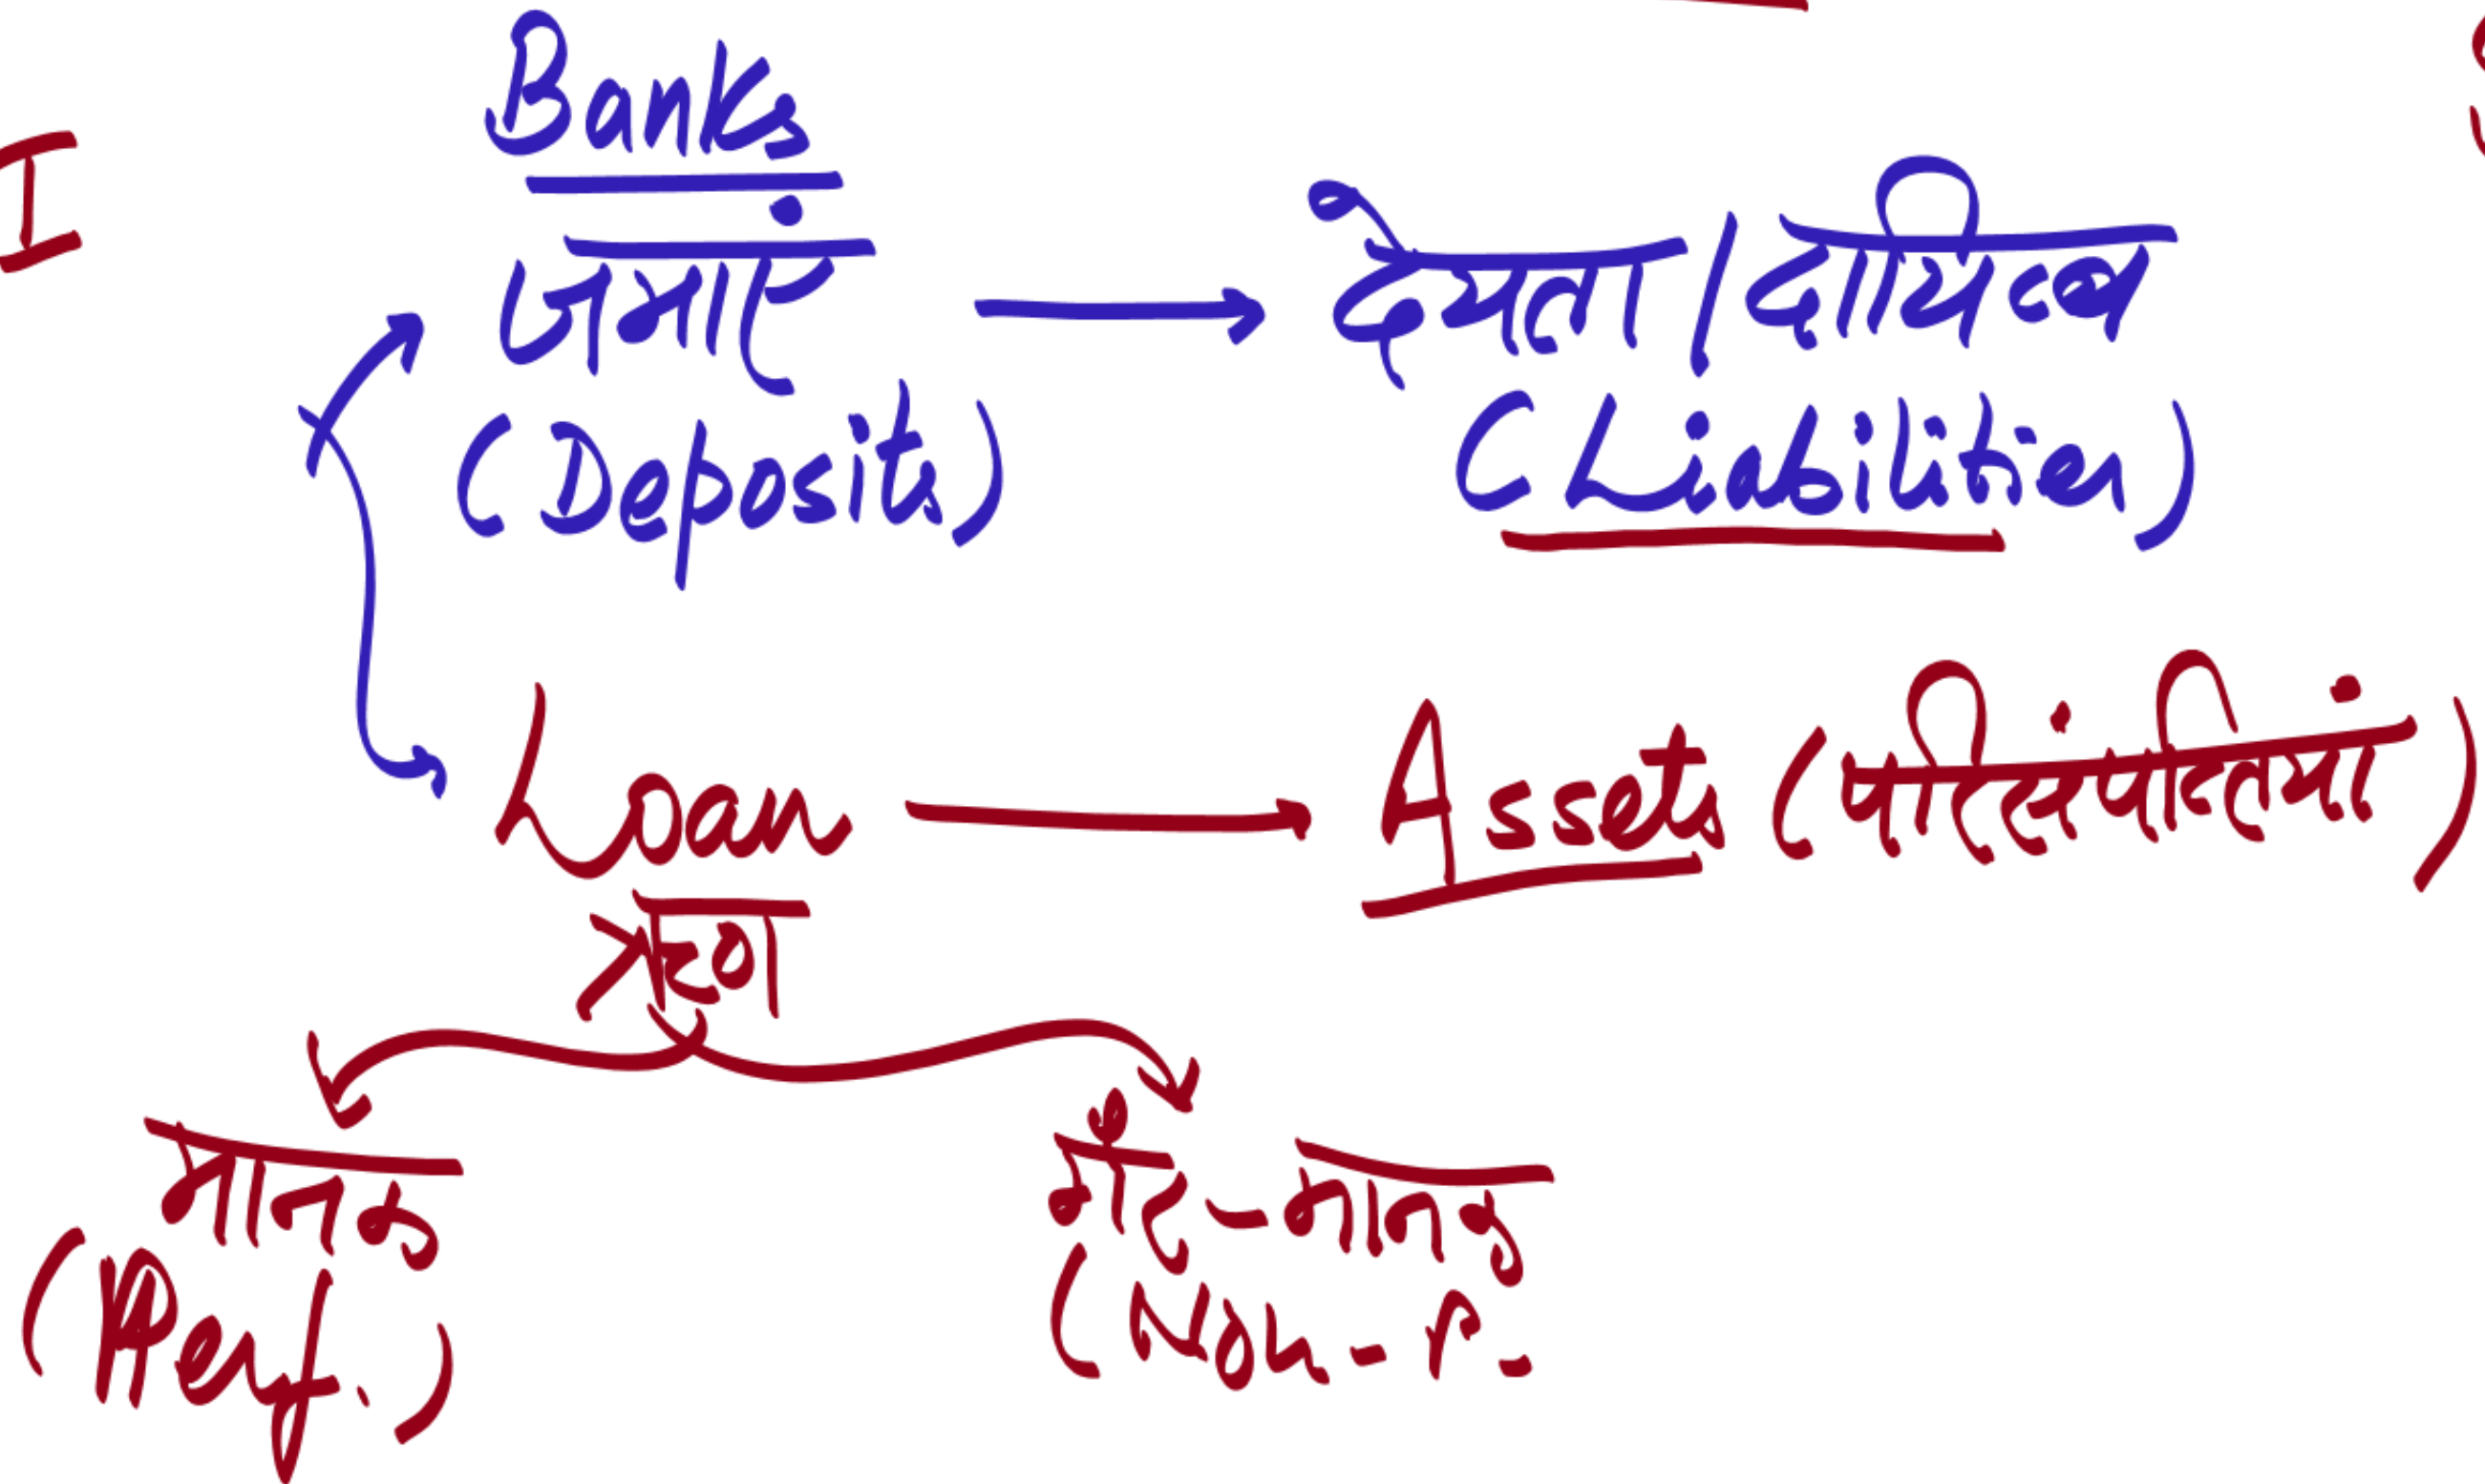 I
Banks
जमाएं → देयता / दायित्व
(Deposits) (Liabilities)
Loan → Assets (परिसंपत्तियां)
ऋण
मानक गैर-मानक
(Perf.) (Non-P.